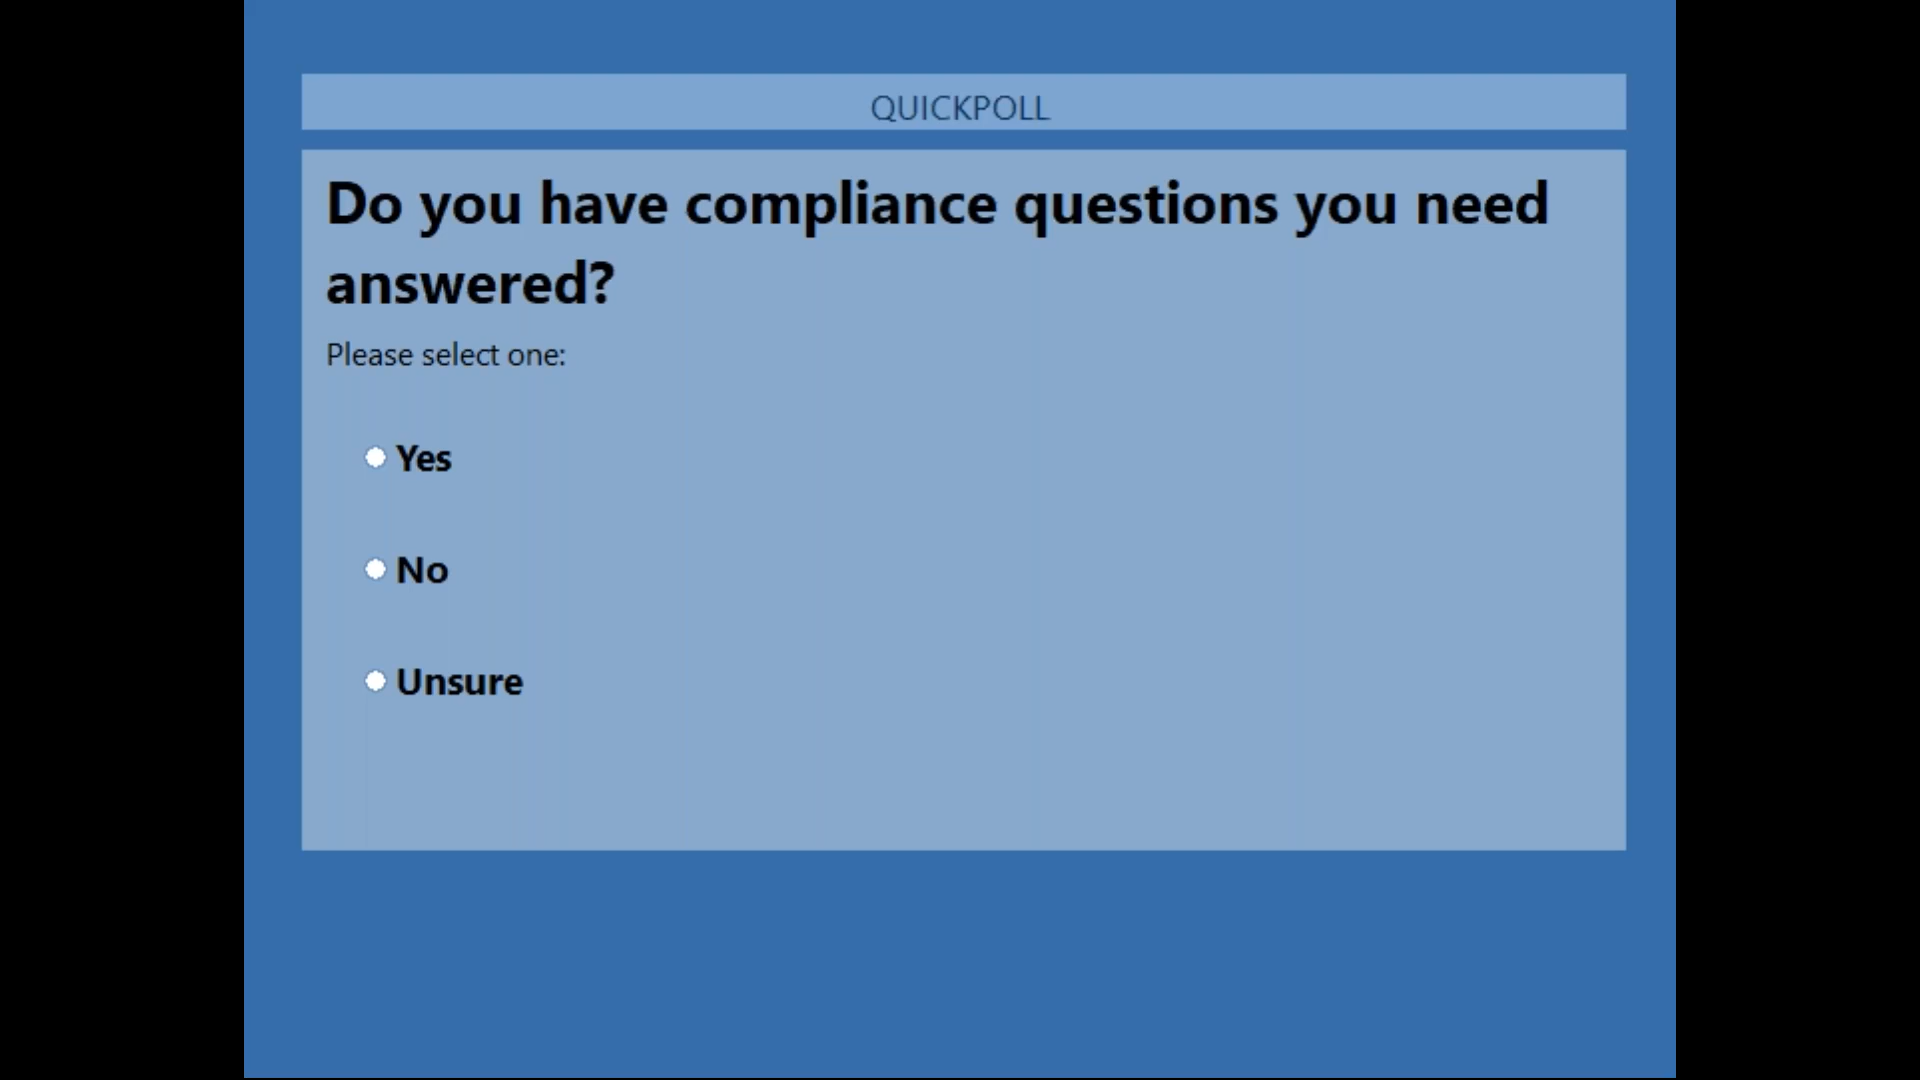 QUICKPOLL
Do you have compliance questions you need
answered?
Please select one:
Yes
No
Unsure